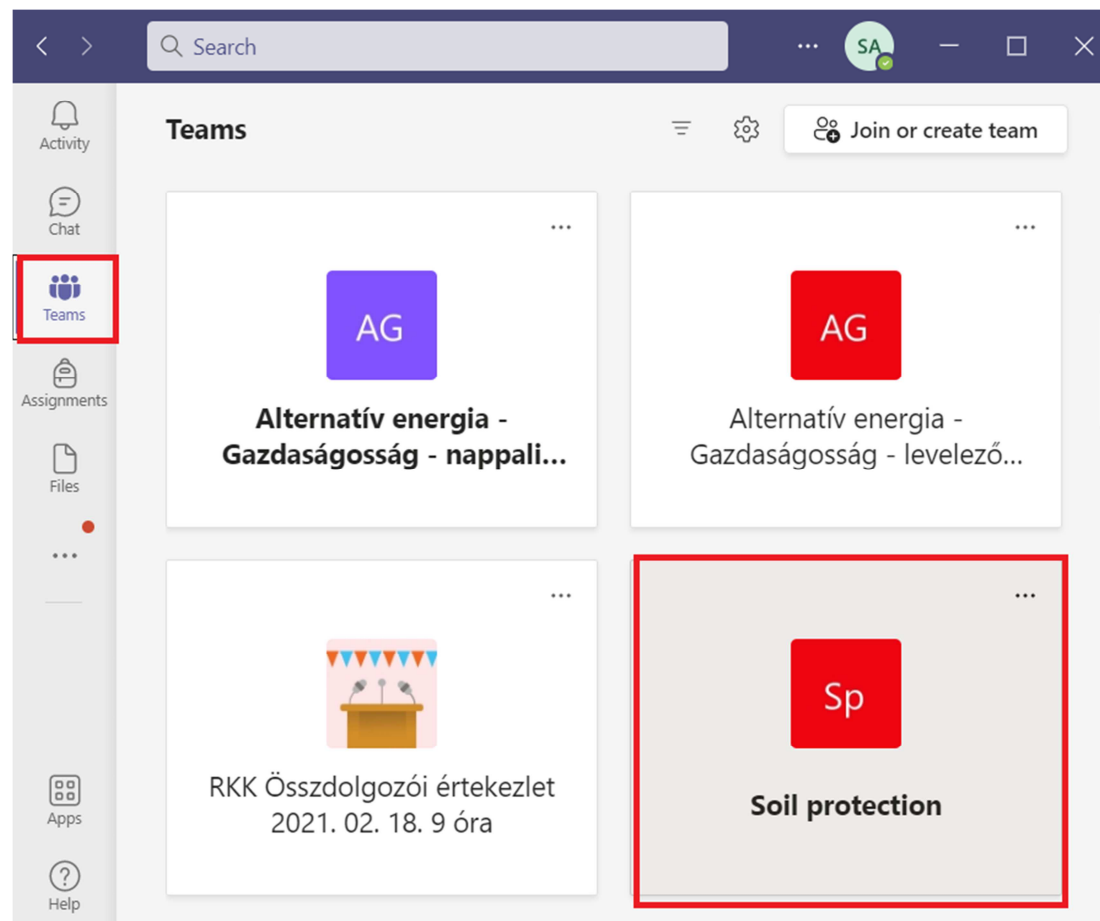 Search
SA
Activity
Chat
Teams
Assignments
Files
Apps
Help
Teams
Join or create team
AG
Alternatív energia -
Gazdaságosság - nappali...
AG
Alternatív energia -
Gazdaságosság - levelező...
RKK Összdolgozói értekezlet
2021. 02. 18. 9 óra
Sp
Soil protection